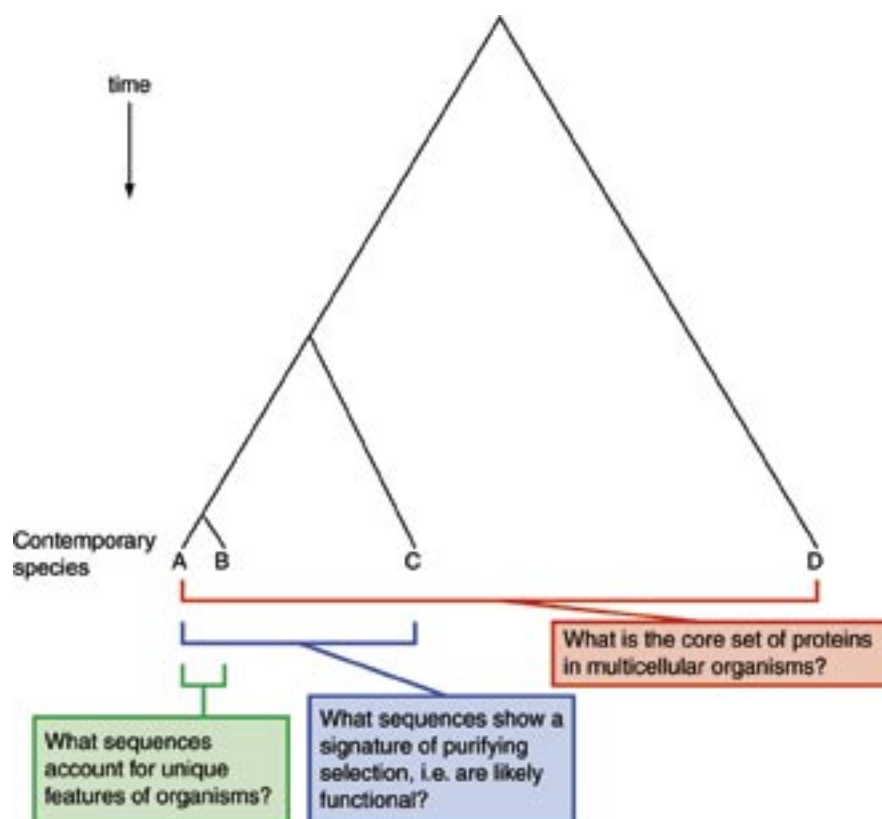 time
Contemporary
species
A
B
C
D
What is the core set of proteins
in multicellular organisms?
What sequences show a
signature of purifying
selection, i.e. are likely
functional?
What sequences
account for unique
features of organisms?